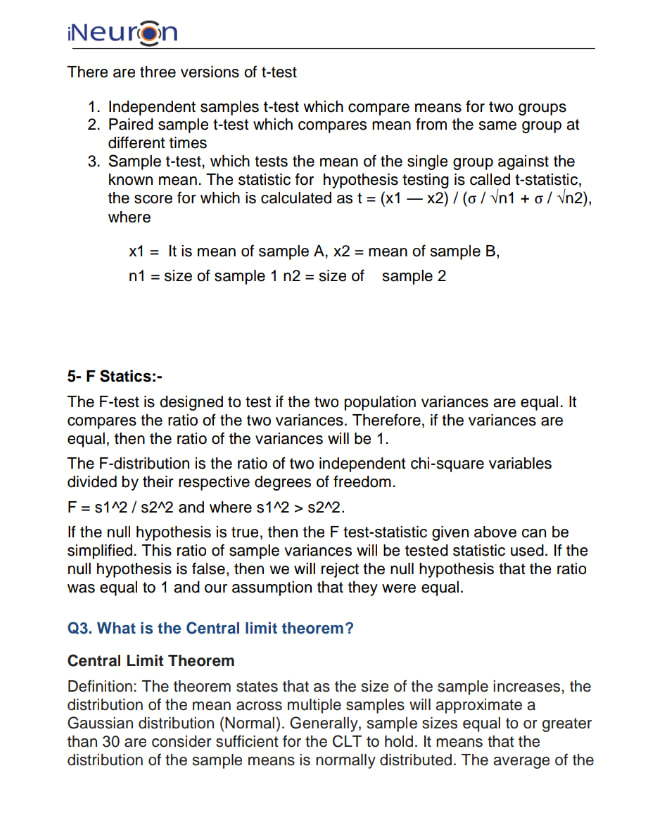 iNeuron
There are three versions of t-test
1. Independent samples t-test which compare means for two groups
2. Paired sample t-test which compares mean from the same group at
different times
3. Sample t-test, which tests the mean of the single group against the
known mean. The statistic for hypothesis testing is called t-statistic,
the score for which is calculated as t = (x1 — x2) / (σ / √n1 + σ / √n2),
where
x1 = It is mean of sample A, x2 = mean of sample B,
n1 = size of sample 1 n2 = size of sample 2
5- F Statics:-
The F-test is designed to test if the two population variances are equal. It
compares the ratio of the two variances. Therefore, if the variances are
equal, then the ratio of the variances will be 1.
The F-distribution is the ratio of two independent chi-square variables
divided by their respective degrees of freedom.
F = s1^2 / s2^2 and where s1^2 > s2^2.
If the null hypothesis is true, then the F test-statistic given above can be
simplified. This ratio of sample variances will be tested statistic used. If the
null hypothesis is false, then we will reject the null hypothesis that the ratio
was equal to 1 and our assumption that they were equal.
Q3. What is the Central limit theorem?
Central Limit Theorem
Definition: The theorem states that as the size of the sample increases, the
distribution of the mean across multiple samples will approximate a
Gaussian distribution (Normal). Generally, sample sizes equal to or greater
than 30 are consider sufficient for the CLT to hold. It means that the
distribution of the sample means is normally distributed. The average of the